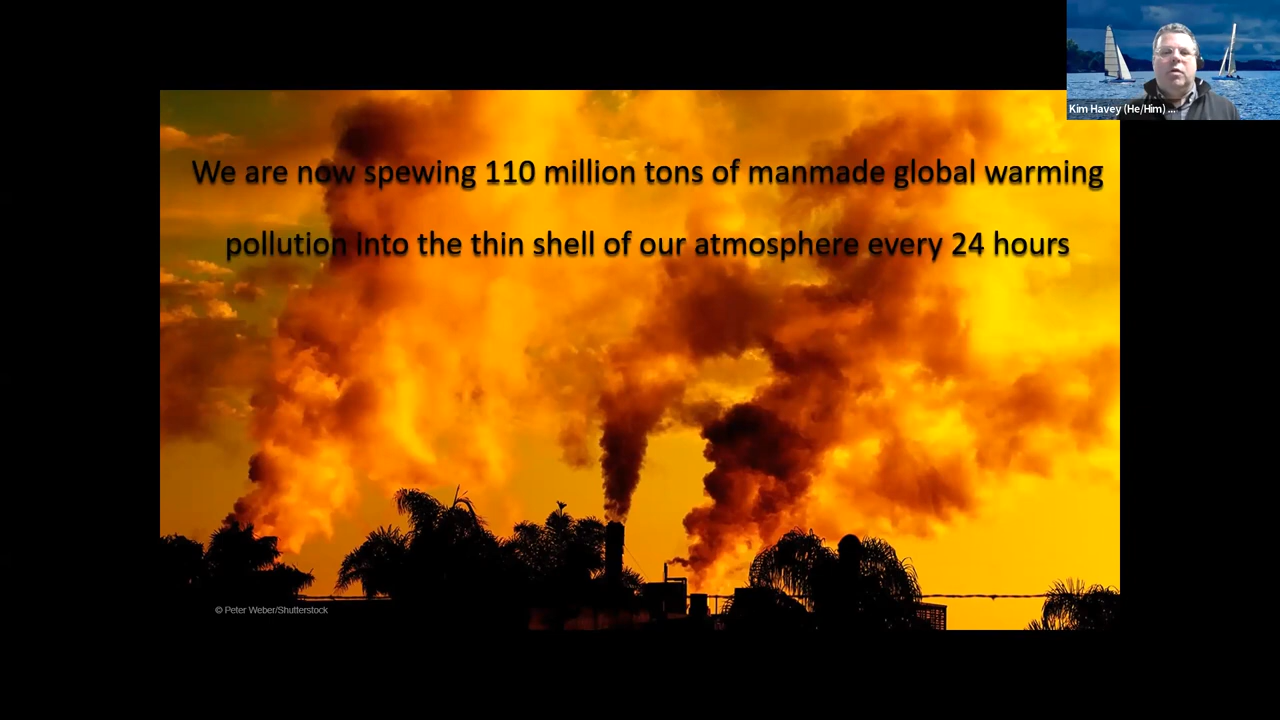 Kim Havey (He/Him) ...
We are now spewing 110 million tons of manmade global warming
pollution into the thin shell of our atmosphere every 24 hours
© Peter Weber/Shutterstock